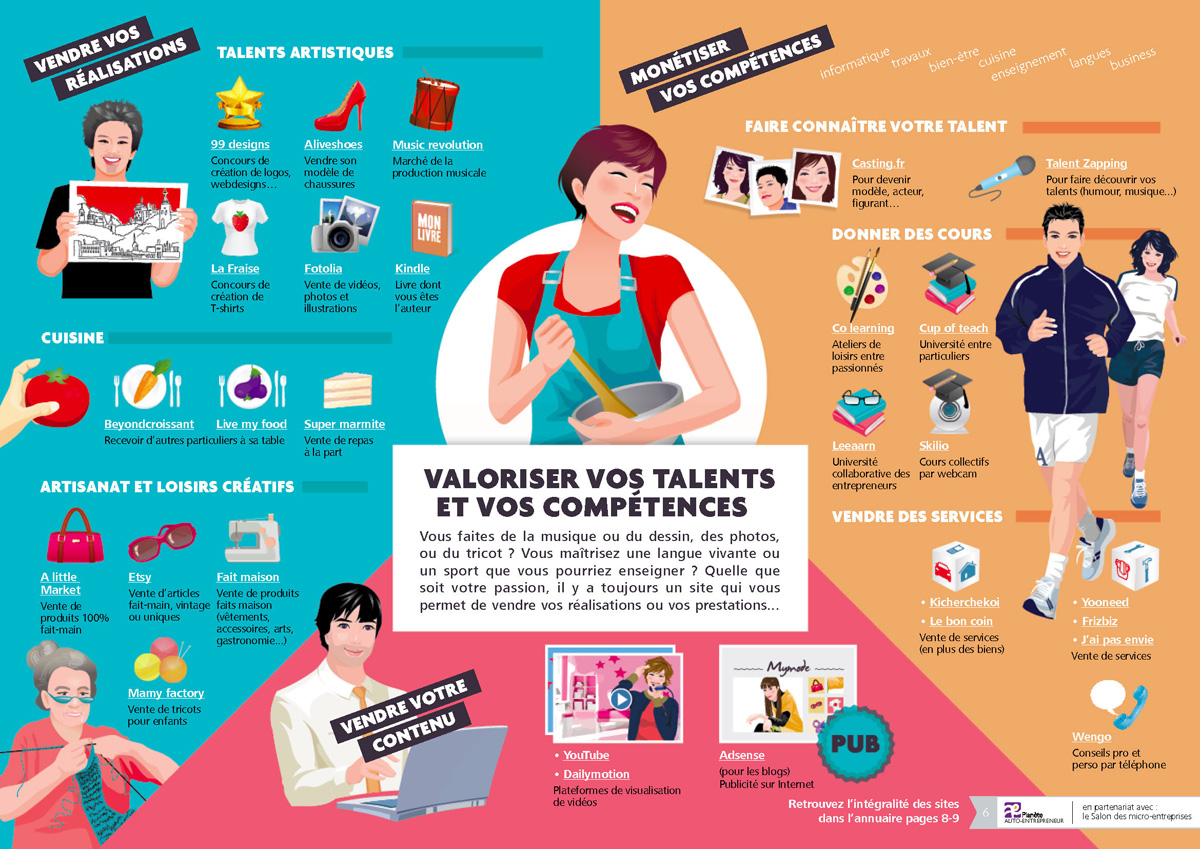 VENDRE VOS
RÉALISATIONS
TALENTS ARTISTIQUES
99 designs
Concours de
création de logos,
webdesigns…
Aliveshoes
Vendre son
modèle de
chaussures
Music revolution
Marché de la
production musicale
La Fraise
Concours de
création de
T-shirts
Fotolia
Vente de vidéos,
photos et
illustrations
MON
LIVRE
Kindle
Livre dont
vous êtes
l’auteur
CUISINE
Beyondcroissant
Live my food
Recevoir d’autres particuliers à sa table
Super marmite
Vente de repas
à la part
ARTISANAT ET LOISIRS CRÉATIFS
A little
Market
Vente de
produits 100%
fait-main
Etsy
Vente d’articles
fait-main, vintage
ou uniques
Fait maison
Vente de produits
faits maison
(vêtements,
accessoires, arts,
gastronomie...)
Mamy factory
Vente de tricots
pour enfants
VALORISER VOS TALENTS
ET VOS COMPÉTENCES
Vous faites de la musique ou du dessin, des photos,
ou du tricot ? Vous maîtrisez une langue vivante ou
un sport que vous pourriez enseigner ? Quelle que
soit votre passion, il y a toujours un site qui vous
permet de vendre vos réalisations ou vos prestations…
MONÉTISER
VOS COMPÉTENCES
informatique
travaux
bien-être
cuisine
enseignement
langues
business
FAIRE CONNAÎTRE VOTRE TALENT
Casting.fr
Pour devenir
modèle, acteur,
figurant…
Talent Zapping
Pour faire découvir vos
talents (humour, musique...)
DONNER DES COURS
Co learning
Ateliers de
loisirs entre
passionnés
Cup of teach
Université entre
particuliers
Leeaarn
Université
collaborative des
entrepreneurs
Skilio
Cours collectifs
par webcam
A
VENDRE DES SERVICES
• Kicherchekoi
• Le bon coin
Vente de services
(en plus des biens)
• Yooneed
• Frizbiz
• J’ai pas envie
Vente de services
Wengo
Conseils pro et
perso par téléphone
VENDRE VOTRE
CONTENU
• YouTube
• Dailymotion
Plateformes de visualisation
de vidéos
Mynode
PUB
Adsense
(pour les blogs)
Publicité sur Internet
Retrouvez l’intégralité des sites
dans l’annuaire pages 8-9
6
Planète
AUTO-ENTREPRENEUR
en partenariat avec :
le Salon des micro-entreprises